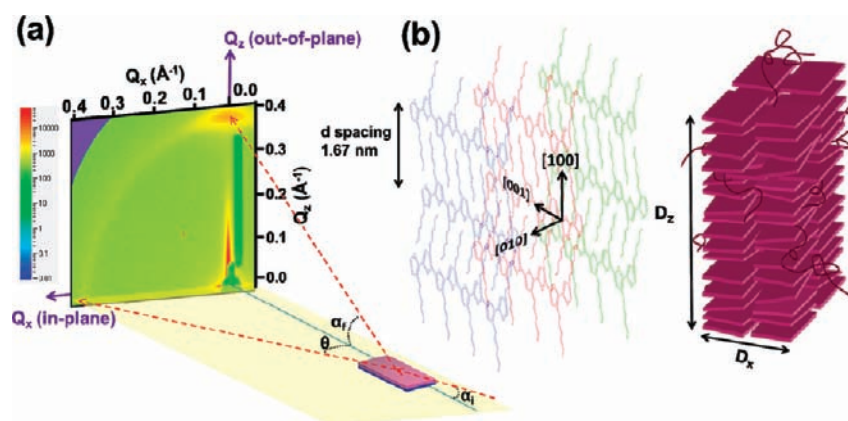 (a)
Qz (out-of-plane)
Qx (Å-1)
0.4 0.3 0.2 0.1 0.0
0.4
0.3
0.2
0.1
0.0
Qz (Å-1)
10000
1000
100
10
1
0.1
Qx (in-plane)
αf
θ
αi
(b)
d spacing
1.67 nm
[100]
[001]
[010]
Dz
Dx